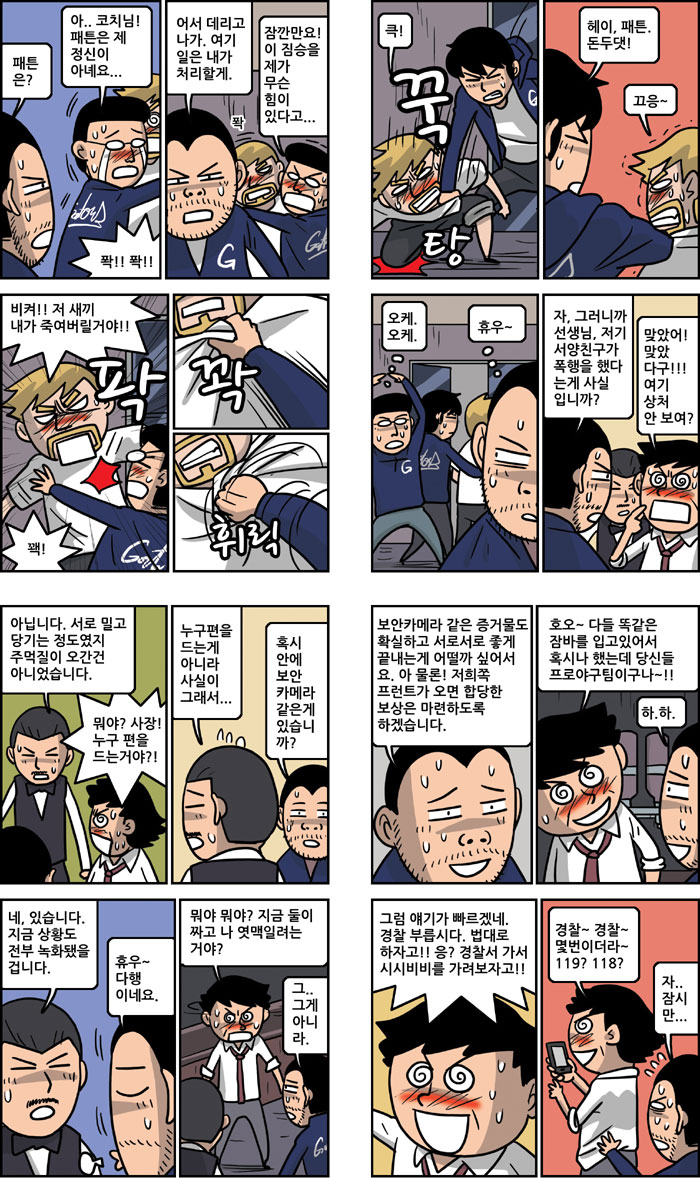 패튼
은?
아.. 코치님!
패튼은 제
정신이
아네요...
퐉!! 퐉!!
어서 데리고
나가. 여기
일은 내가
처리할게.
잠깐만요!
이 짐승을
제가
무슨
힘이
있다고...
퐉
G
비켜!! 저 새끼
내가 죽여버릴거야!!
팍
꽥!
꽉
휘릭
큭!
꾹
G
탕
헤이, 패튼.
돈두댓!
끄응~
오케.
오케.
휴우~
G
자, 그러니까
선생님, 저기
서양친구가
폭행을 했다
는게 사실
입니까?
맞았어!
맞았
다구!!!
여기
상처
안 보여?
아닙니다. 서로 밀고
당기는 정도였지
주먹질이 오간건
아니었습니다.
뭐야? 사장!
누구 편을
드는거야?!
누구편을
드는게
아니라
사실이
그래서...
혹시
안에
보안
카메라
같은게
있습니
까?
네, 있습니다.
지금 상황도
전부 녹화됐을
겁니다.
휴우~
다행
이네요.
뭐야 뭐야? 지금 둘이
짜고 나 엿맥일려는
거야?
그..
그게
아니
라.
보안카메라 같은 증거물도
확실하고 서로서로 좋게
끝내는게 어떨까 싶어서
요. 아 물론! 저희쪽
프런트가 오면 합당한
보상은 마련하도록
하겠습니다.
호오~ 다들 똑같은
잠바를 입고있어서
혹시나 했는데 당신들
프로야구팀이구나~!!
하.하.
그럼 얘기가 빠르겠네.
경찰 부릅시다. 법대로
하자고!! 응? 경찰서 가서
시시비비를 가려보자고!!
경찰~ 경찰~
몇번이더라~
119? 118?
자..
잠시
만...